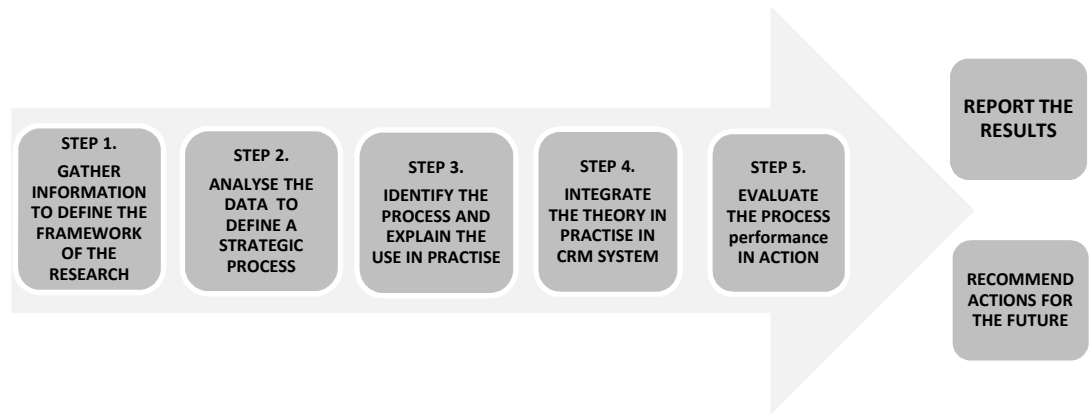 STEP 1.
GATHER
INFORMATION
TO DEFINE THE
FRAMEWORK
OF THE
RESEARCH
STEP 2.
ANALYSE THE
DATA TO
DEFINE A
STRATEGIC
PROCESS
STEP 3.
IDENTIFY THE
PROCESS AND
EXPLAIN THE
USE IN PRACTISE
STEP 4.
INTEGRATE
THE THEORY IN
PRACTISE IN
CRM SYSTEM
STEP 5.
EVALUATE
THE PROCESS
performance
IN ACTION
REPORT THE
RESULTS
RECOMMEND
ACTIONS FOR
THE FUTURE